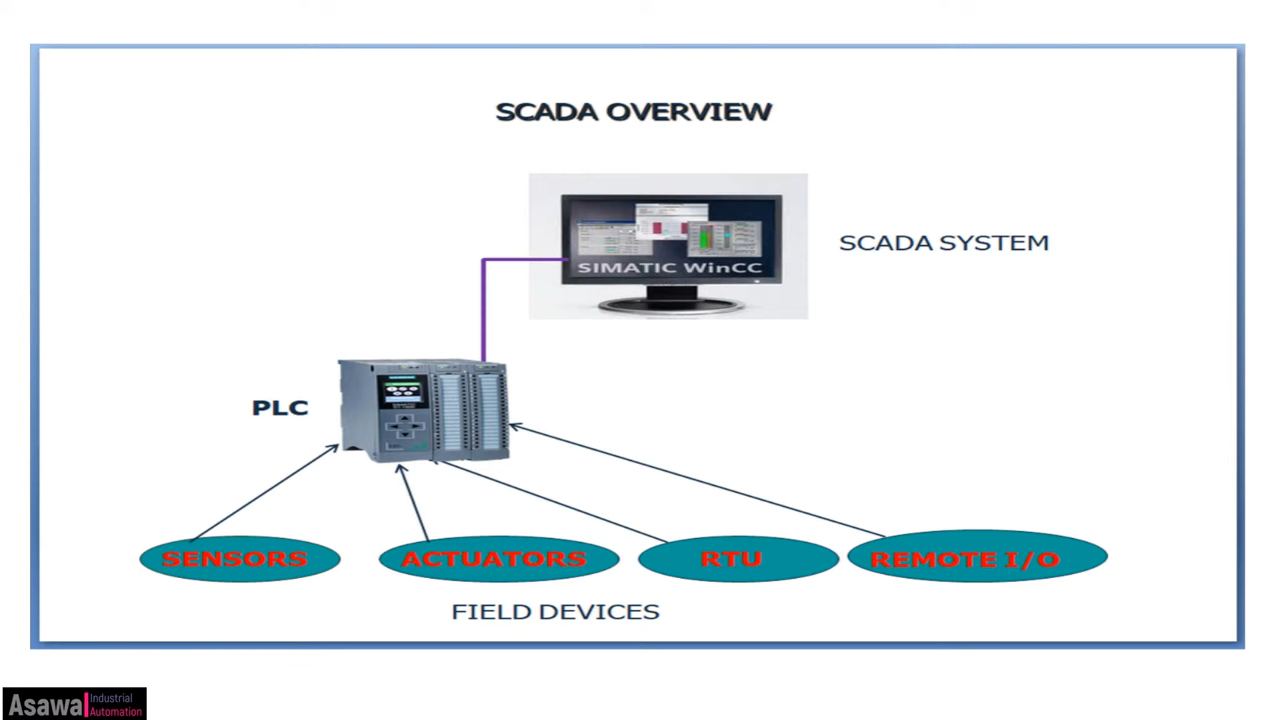 SCADA OVERVIEW
SIMATIC WinCC
SCADA SYSTEM
PLC
SENSORS
ACTUATORS
RTU
REMOTE I/O
FIELD DEVICES
Asawa Industrial
Automation